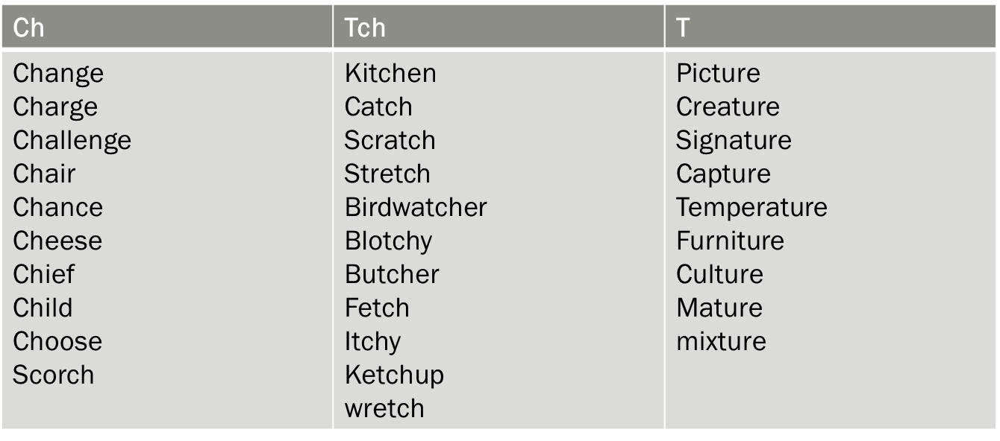 Ch Tch T
Change Kitchen Picture
Charge Catch Creature
Challenge Scratch Signature
Chair Stretch Capture
Chance Birdwatcher Temperature
Cheese Blotchy Furniture
Chief Butcher Culture
Child Fetch Mature
Choose Itchy mixture
Scorch Ketchup
wretch